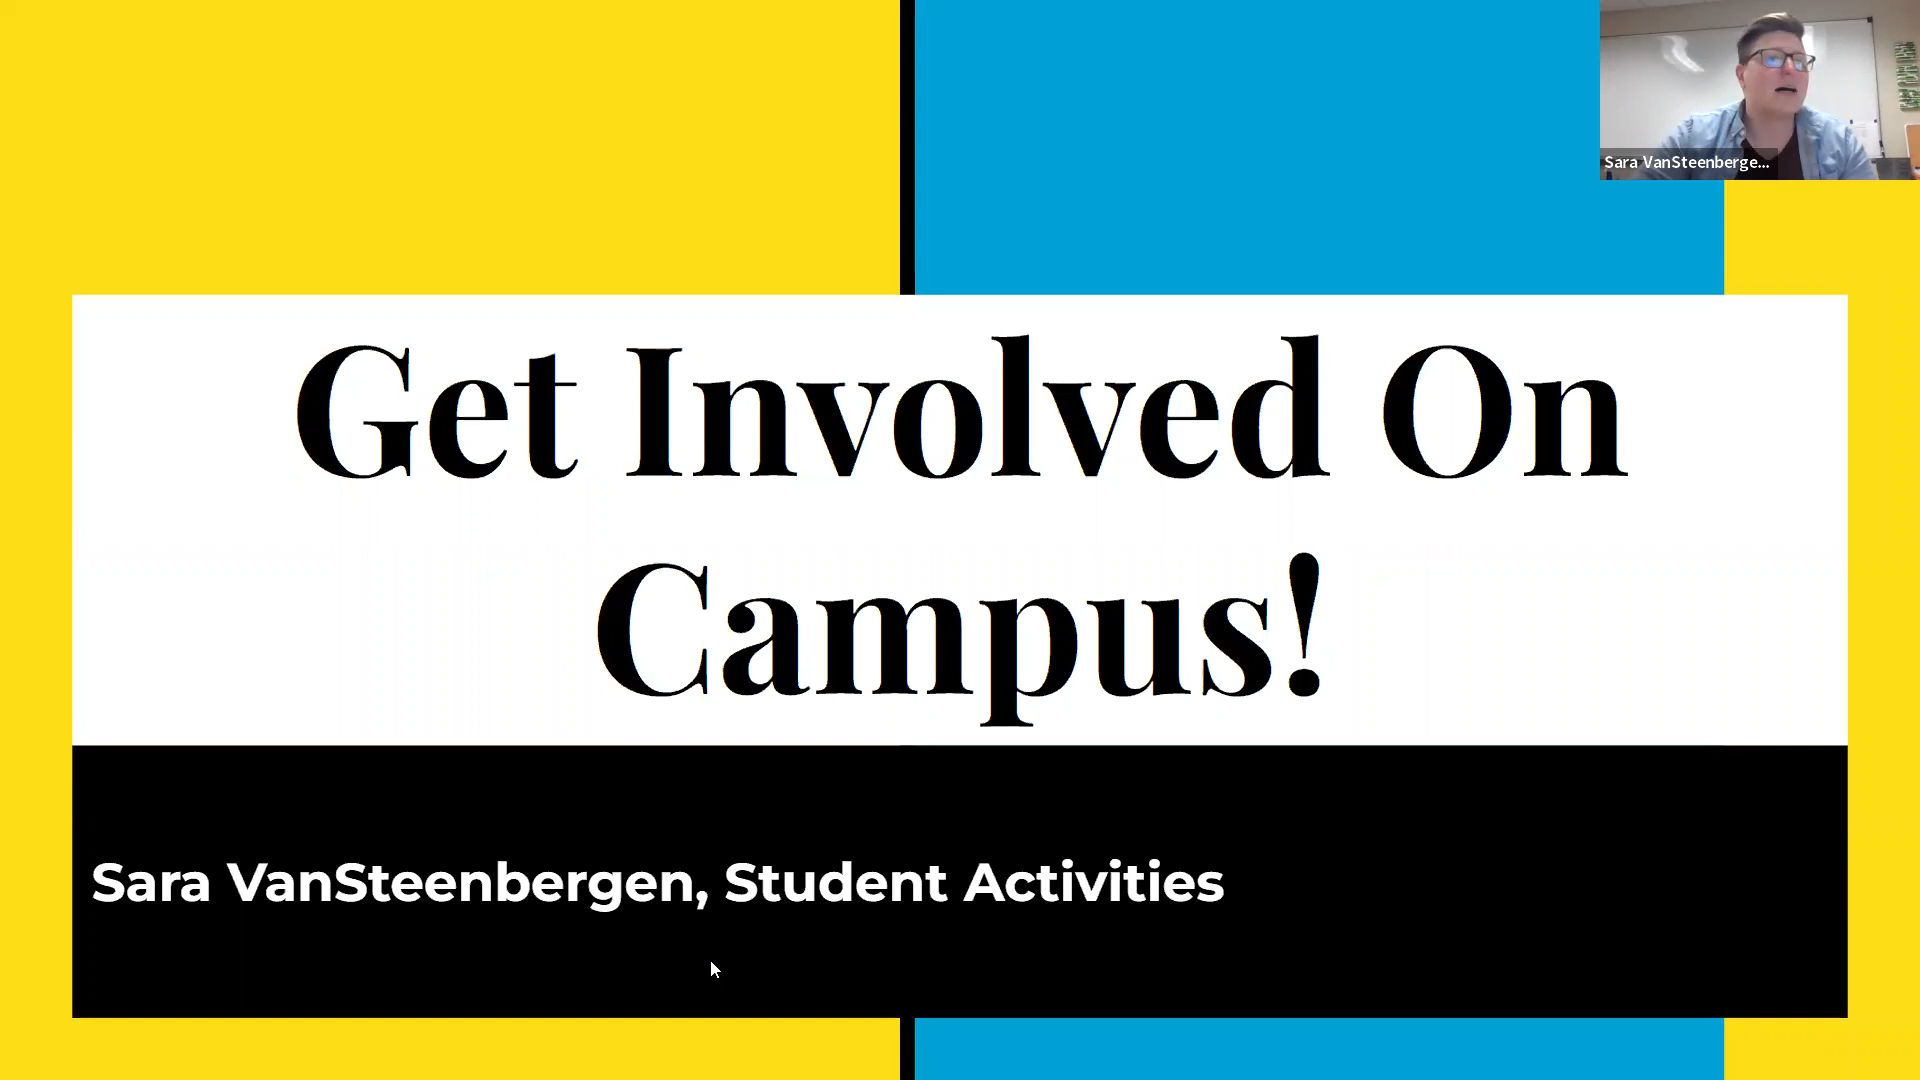 Sara VanSteenberge...
Get Involved On
Campus!
Sara VanSteenbergen, Student Activities